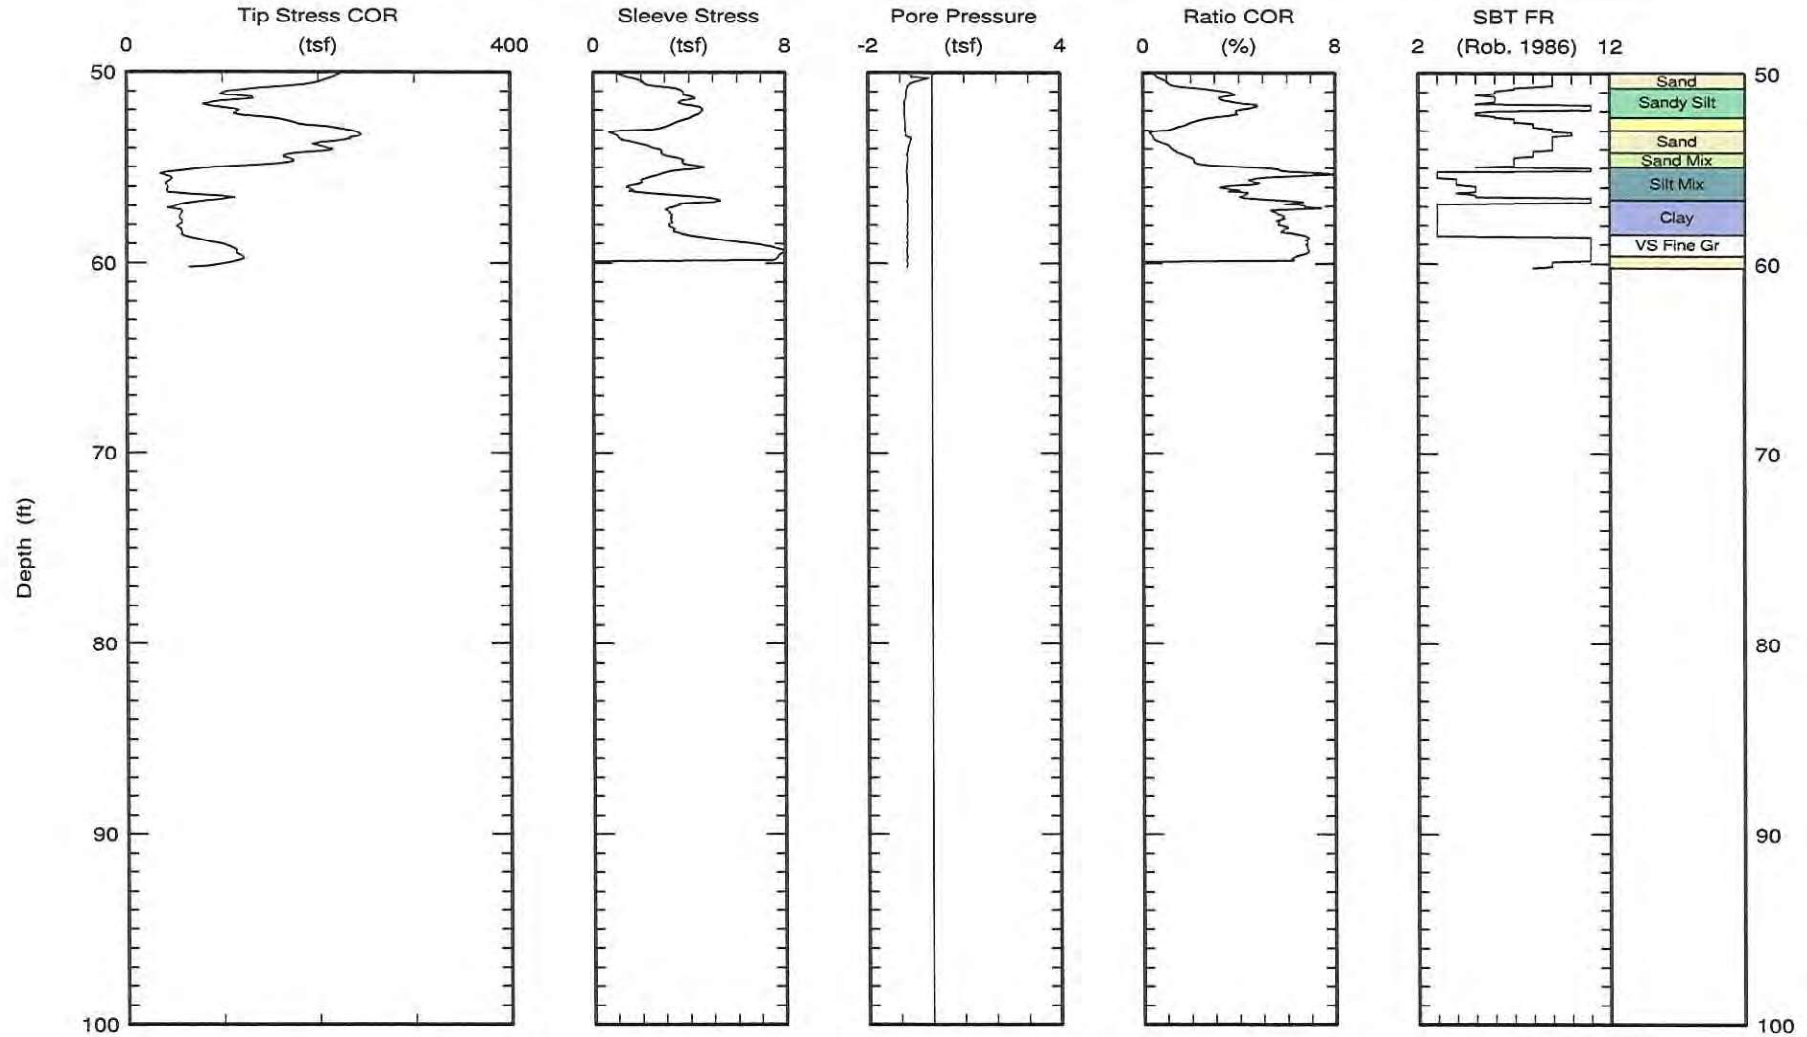 Tip Stress COR
Sleeve Stress
Pore Pressure
Ratio COR
SBT FR
0 (tsf) 400
0 (tsf) 8
-2 (tsf) 4
0 (%) 8
2 (Rob. 1986) 12
50
50
Sand
Sandy Silt
Sand
Sand Mix
Silt Mix
Clay
VS Fine Gr
60
60
70
70
Depth (ft)
80
80
90
90
100
100